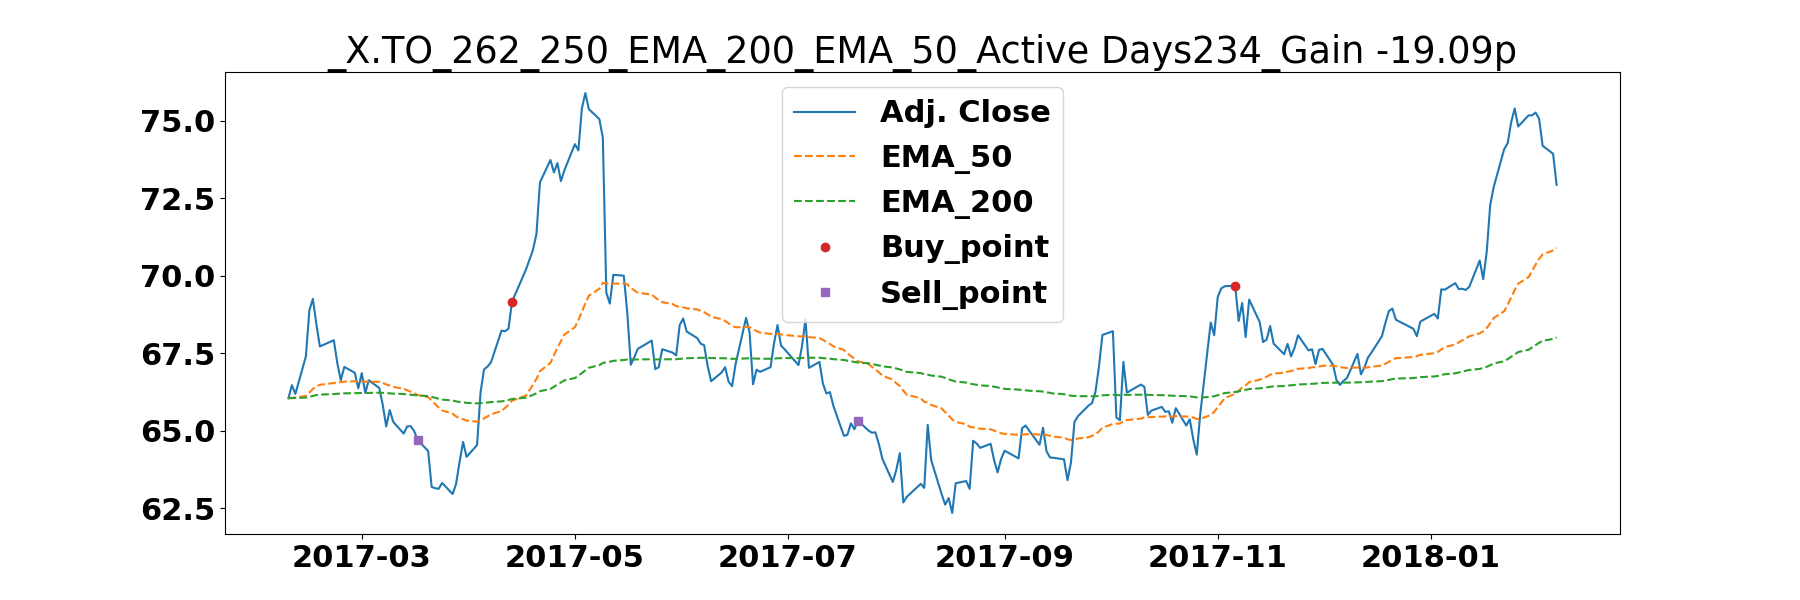 _X.TO_262_250_EMA_200_EMA_50_Active Days234_Gain -19.09p
75.0
72.5
70.0
67.5
65.0
62.5
Adj. Close
EMA_50
EMA_200
Buy_point
Sell_point
2017-03 2017-05 2017-07 2017-09 2017-11 2018-01